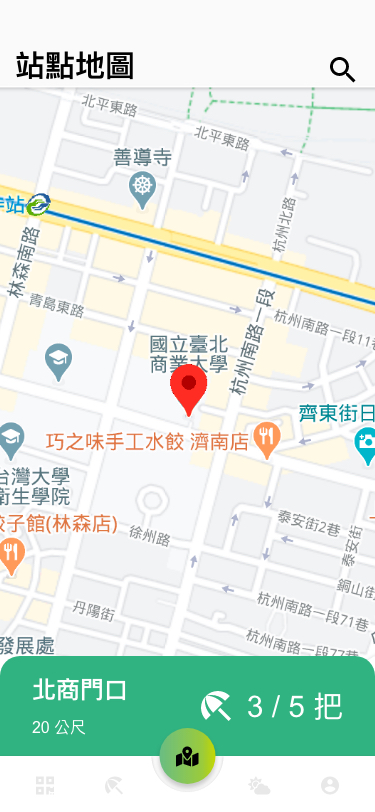 站點地圖
北平東路
北平東路
善導寺
寺站
杭州北路
林森南路
青島東路
杭州南路一段
杭州南路一段11巷
國立臺北
商業大學
齊東街日
巧之味手工水餃 濟南店
台灣大學
衛生學院
餃子館(林森店)
徐州路
泰安街2巷
泰安街
銅山街
杭州南路一段71巷
丹陽街
杭州南路一段77巷
發展處
北商門口
3 / 5 把
20 公尺